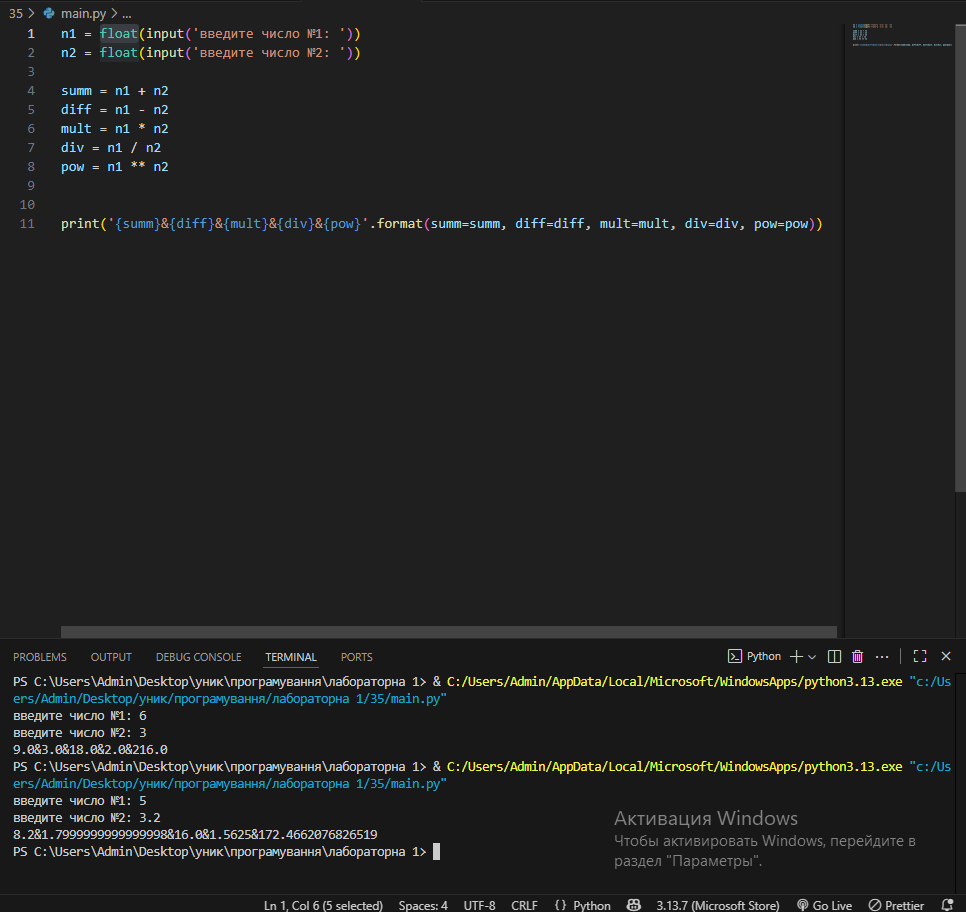 35 > main.py > ...
1 n1 = float(input('введите число №1: '))
2 n2 = float(input('введите число №2: '))
3
4 summ = n1 + n2
5 diff = n1 - n2
6 mult = n1 * n2
7 div = n1 / n2
8 pow = n1 ** n2
9
10
11 print('{summ}&{diff}&{mult}&{div}&{pow}'.format(summ=summ, diff=diff, mult=mult, div=div, pow=pow))
PROBLEMS OUTPUT DEBUG CONSOLE TERMINAL PORTS Python
PS C:\Users\Admin\Desktop\уник\програмування\лабораторна 1> & C:/Users/Admin/AppData/Local/Microsoft/WindowsApps/python3.13.exe "c:/Us
ers/Admin/Desktop/уник/програмування/лабораторна 1/35/main.py"
введите число №1: 6
введите число №2: 3
9.0&3.0&18.0&2.0&216.0
PS C:\Users\Admin\Desktop\уник\програмування\лабораторна 1> & C:/Users/Admin/AppData/Local/Microsoft/WindowsApps/python3.13.exe "c:/Us
ers/Admin/Desktop/уник/програмування/лабораторна 1/35/main.py"
введите число №1: 5
введите число №2: 3.2
8.2&1.7999999999999998&16.0&1.5625&172.4662076826519
PS C:\Users\Admin\Desktop\уник\програмування\лабораторна 1>
Активация Windows
Чтобы активировать Windows, перейдите в
раздел "Параметры".
Ln 1, Col 6 (5 selected) Spaces: 4 UTF-8 CRLF {} Python 3.13.7 (Microsoft Store) Go Live Prettier